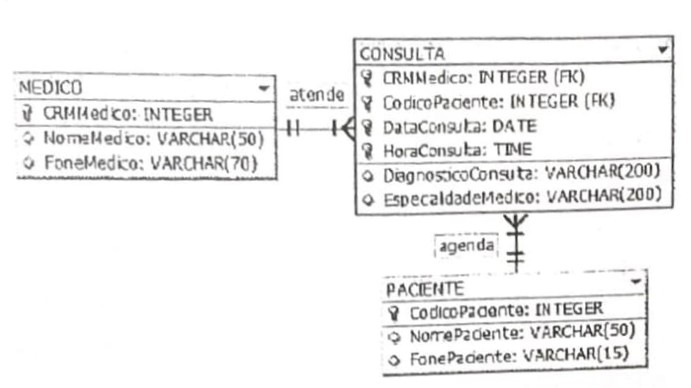 MEDICO
CRMMedico: INTEGER
NomeMedico: VARCHAR(50)
FoneMedico: VARCHAR(70)
atende
CONSULTA
CRMMedico: INTEGER (FK)
CodicoPaciente: INTEGER (FK)
DataConsulta: DATE
HoraConsulta: TIME
DiagnosticoConsulta: VARCHAR(200)
EspecaldadeMedico: VARCHAR(200)
agenda
PACIENTE
CodicoPaciente: INTEGER
NomePaciente: VARCHAR(50)
FonePaciente: VARCHAR(15)